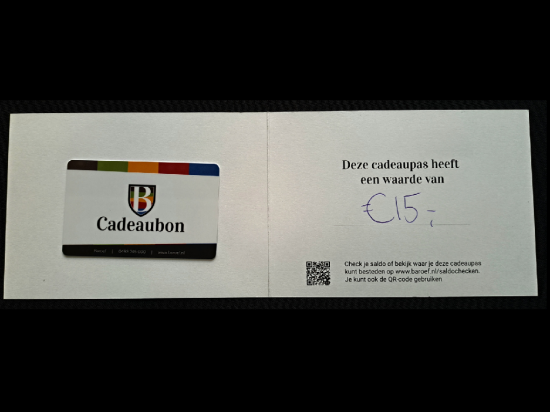 B
Cadeaubon
Deze cadeaupas heeft
een waarde van
€15,-
Check je saldo of bekijk waar je deze cadeaupas
kunt besteden op www.baroef.nl/saldochecken.
Je kunt ook de QR-code gebruiken